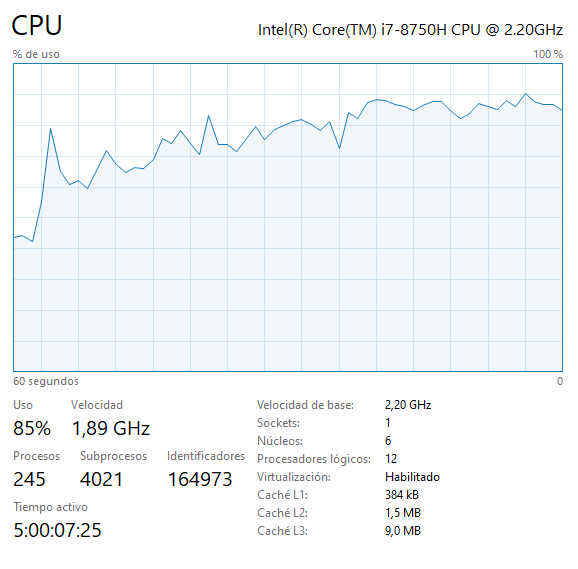 CPU Intel(R) Core(TM) i7-8750H CPU @ 2.20GHz
% de uso 100 %
60 segundos 0
Uso Velocidad
85% 1,89 GHz
Procesos Subprocesos Identificadores
245 4021 164973
Tiempo activo
5:00:07:25
Velocidad de base: 2,20 GHz
Sockets: 1
Núcleos: 6
Procesadores lógicos: 12
Virtualización: Habilitado
Caché L1: 384 kB
Caché L2: 1,5 MB
Caché L3: 9,0 MB